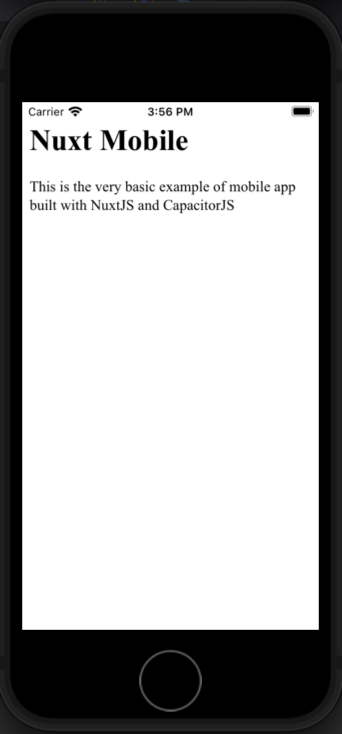 Carrier 3:56 PM
Nuxt Mobile
This is the very basic example of mobile app
built with NuxtJS and CapacitorJS